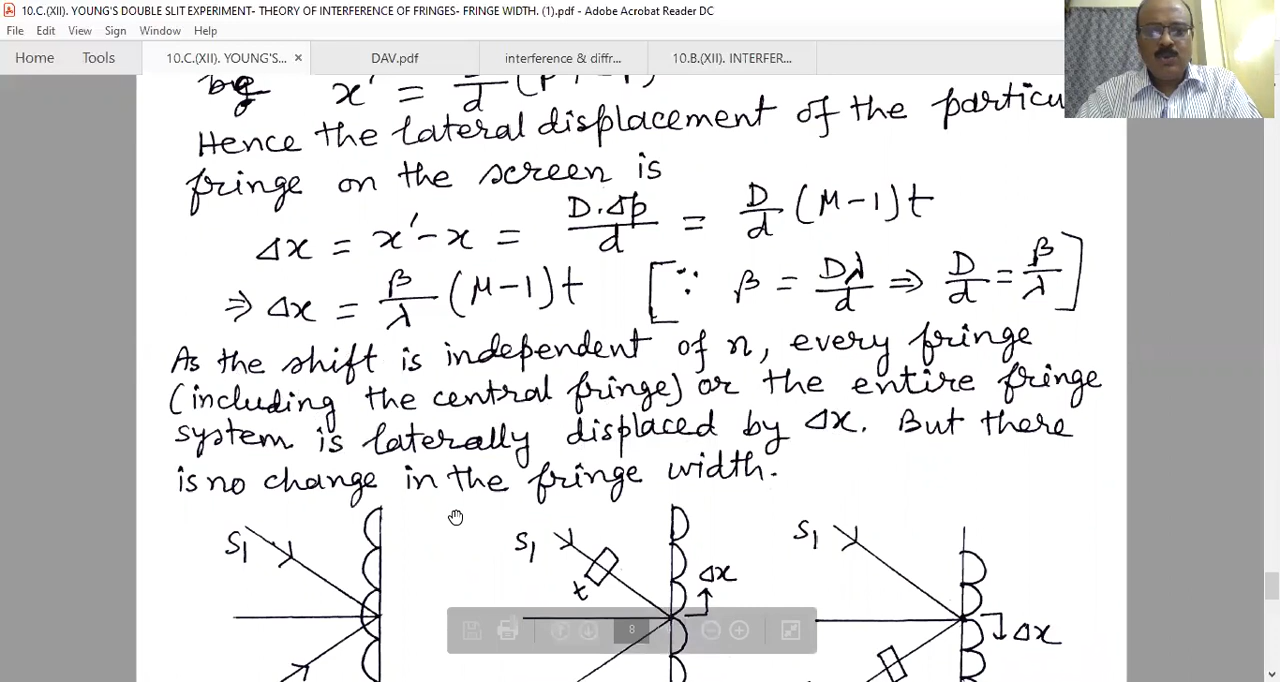 10.C.(XII). YOUNG'S DOUBLE SLIT EXPERIMENT- THEORY OF INTERFERENCE OF FRINGES- FRINGE WIDTH. (1).pdf - Adobe Acrobat Reader DC
File Edit View Sign Window Help
Home Tools 10.C.(XII). YOUNG'S... × DAV.pdf interference & diffr... 10.B.(XII). INTERFER...
x' =
Hence the lateral displacement of the particu
fringe on the screen is
Δx = x' - x = D.Δp/d = D/d (μ-1)t
⇒ Δx = β/λ (μ-1)t [∵ β = Dλ/d ⇒ D/d = β/λ]
As the shift is independent of n, every fringe
(including the central fringe) or the entire fringe
system is laterally displaced by Δx. But there
is no change in the fringe width.
S1 S1 t Δx S1 Δx
8